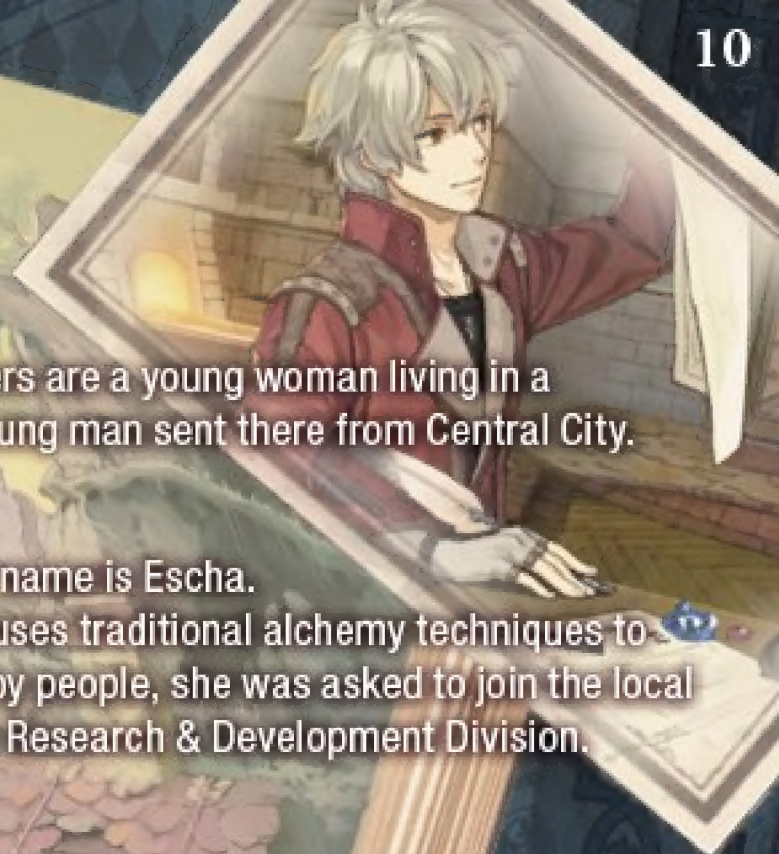 10
ers are a young woman living in a
ung man sent there from Central City.
name is Escha.
uses traditional alchemy techniques to
by people, she was asked to join the local
Research & Development Division.